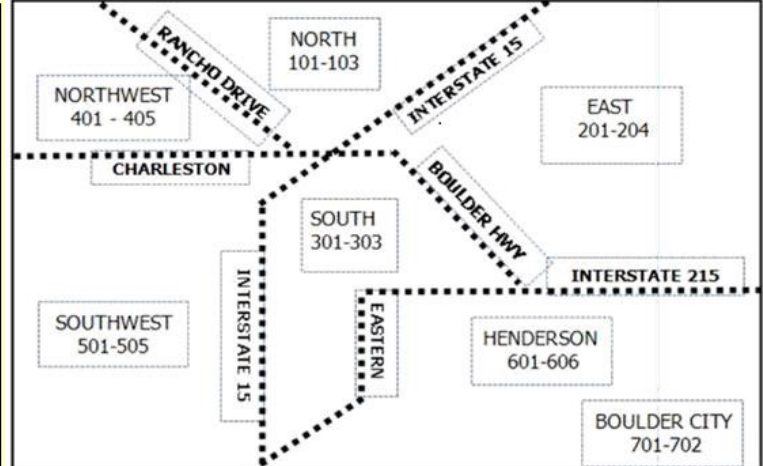 NORTH
101-103
RANCHO DRIVE
INTERSTATE 15
NORTHWEST
401 - 405
EAST
201-204
CHARLESTON
BOULDER HWY
SOUTH
301-303
INTERSTATE 215
INTERSTATE 15
EASTERN
SOUTHWEST
501-505
HENDERSON
601-606
BOULDER CITY
701-702